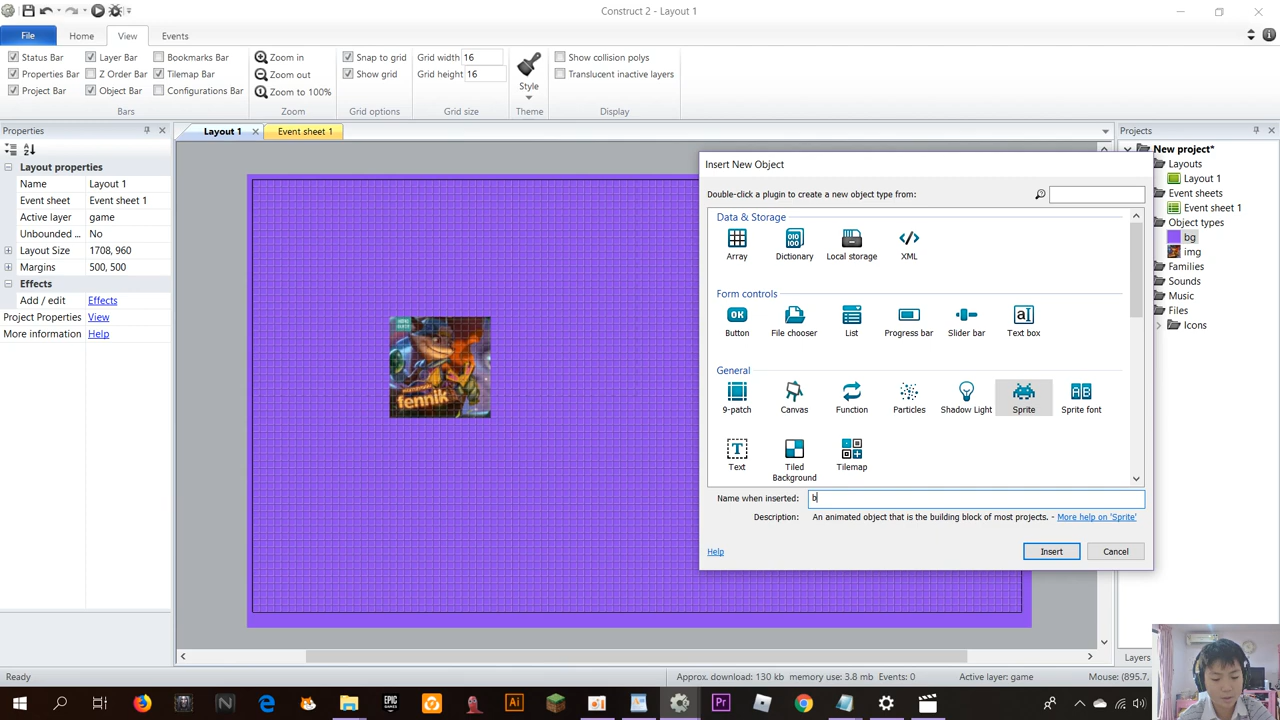 Construct 2 - Layout 1
File Home View Events
Status Bar Layer Bar Bookmarks Bar
Properties Bar Z Order Bar Tilemap Bar
Project Bar Object Bar Configurations Bar
Bars
Zoom in
Zoom out
Zoom to 100%
Zoom
Snap to grid
Show grid
Grid options
Grid width 16
Grid height 16
Grid size
Style
Theme
Show collision polys
Translucent inactive layers
Display
Properties
Layout properties
Name Layout 1
Event sheet Event sheet 1
Active layer game
Unbounded ... No
Layout Size 1708, 960
Margins 500, 500
Effects
Add / edit Effects
Project Properties View
More information Help
Layout 1 Event sheet 1
fennik
Insert New Object
Double-click a plugin to create a new object type from:
Data & Storage
Array Dictionary Local storage XML
Form controls
Button File chooser List Progress bar Slider bar Text box
General
9-patch Canvas Function Particles Shadow Light Sprite Sprite font
Text Tiled Background Tilemap
Name when inserted: b
Description: An animated object that is the building block of most projects. - More help on 'Sprite'
Help Insert Cancel
Projects
New project*
Layouts
Layout 1
Event sheets
Event sheet 1
Object types
bg
img
Families
Sounds
Music
Files
Icons
Layers
Ready Approx. download: 130 kb memory use: 3.8 mb Events: 0 Active layer: game Mouse: (895.7,